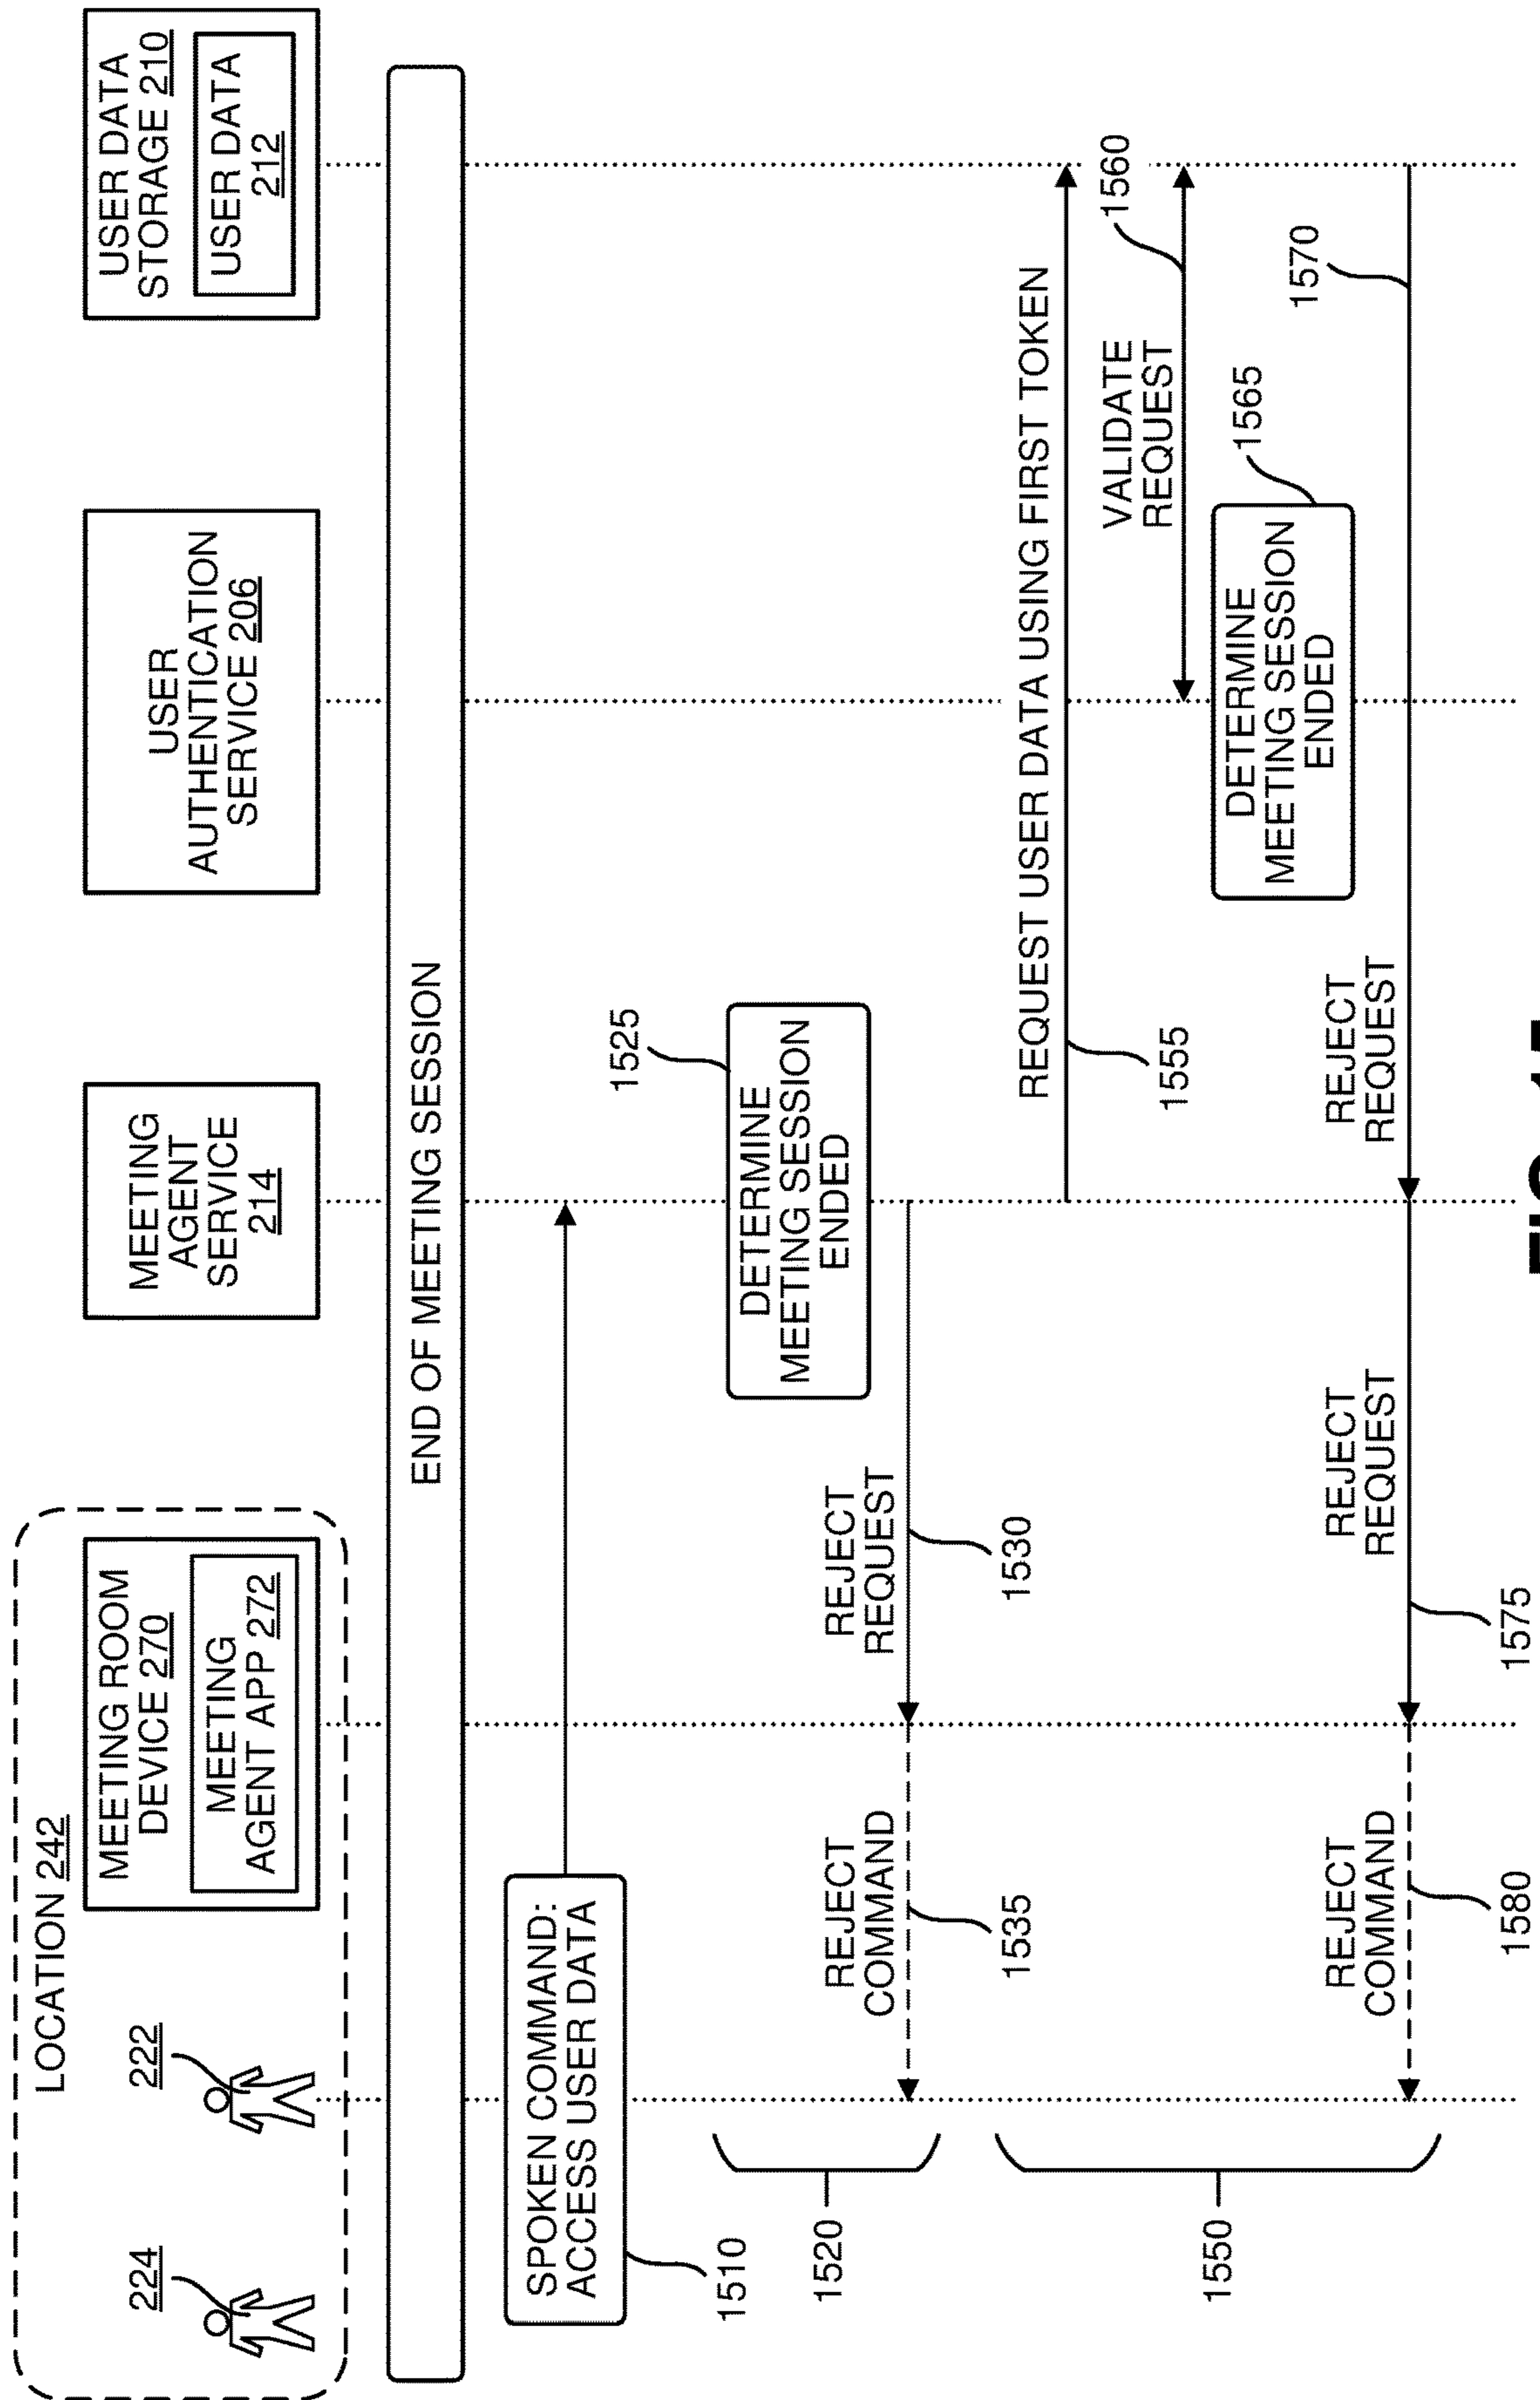 LOCATION 242
224
222
MEETING ROOM
DEVICE 270
MEETING
AGENT APP 272
MEETING
AGENT
SERVICE
214
USER
AUTHENTICATION
SERVICE 206
USER DATA
STORAGE 210
USER DATA
212
END OF MEETING SESSION
SPOKEN COMMAND:
ACCESS USER DATA
1510
1520
DETERMINE
MEETING SESSION
ENDED
1525
REJECT
REQUEST
1530
REJECT
COMMAND
1535
1550
REQUEST USER DATA USING FIRST TOKEN
1555
VALIDATE
REQUEST
1560
DETERMINE
MEETING SESSION
ENDED
1565
REJECT
REQUEST
1570
REJECT
REQUEST
1575
REJECT
COMMAND
1580